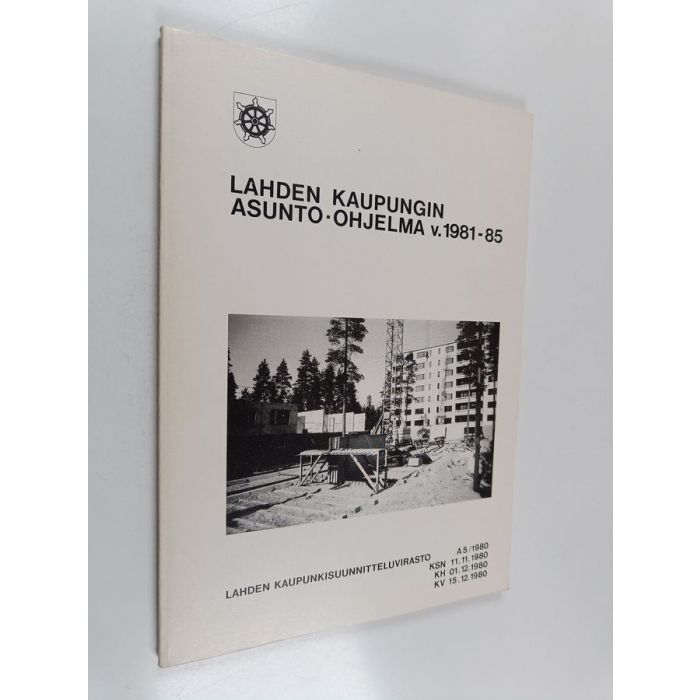 LAHDEN KAUPUNGIN
ASUNTO-OHJELMA v.1981-85
LAHDEN KAUPUNKISUUNNITTELUVIRASTO
A5/1980
KSN 11.11.1980
KH 01.12.1980
KV 15.12.1980